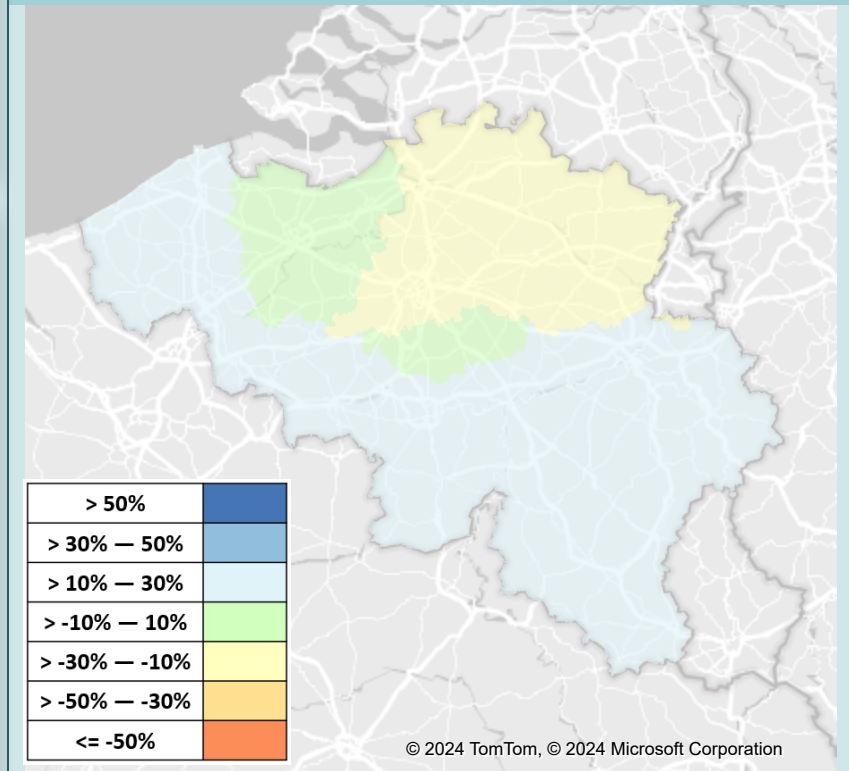 > 50%
> 30% — 50%
> 10% — 30%
> -10% — 10%
> -30% — -10%
> -50% — -30%
<= -50%
© 2024 TomTom, © 2024 Microsoft Corporation